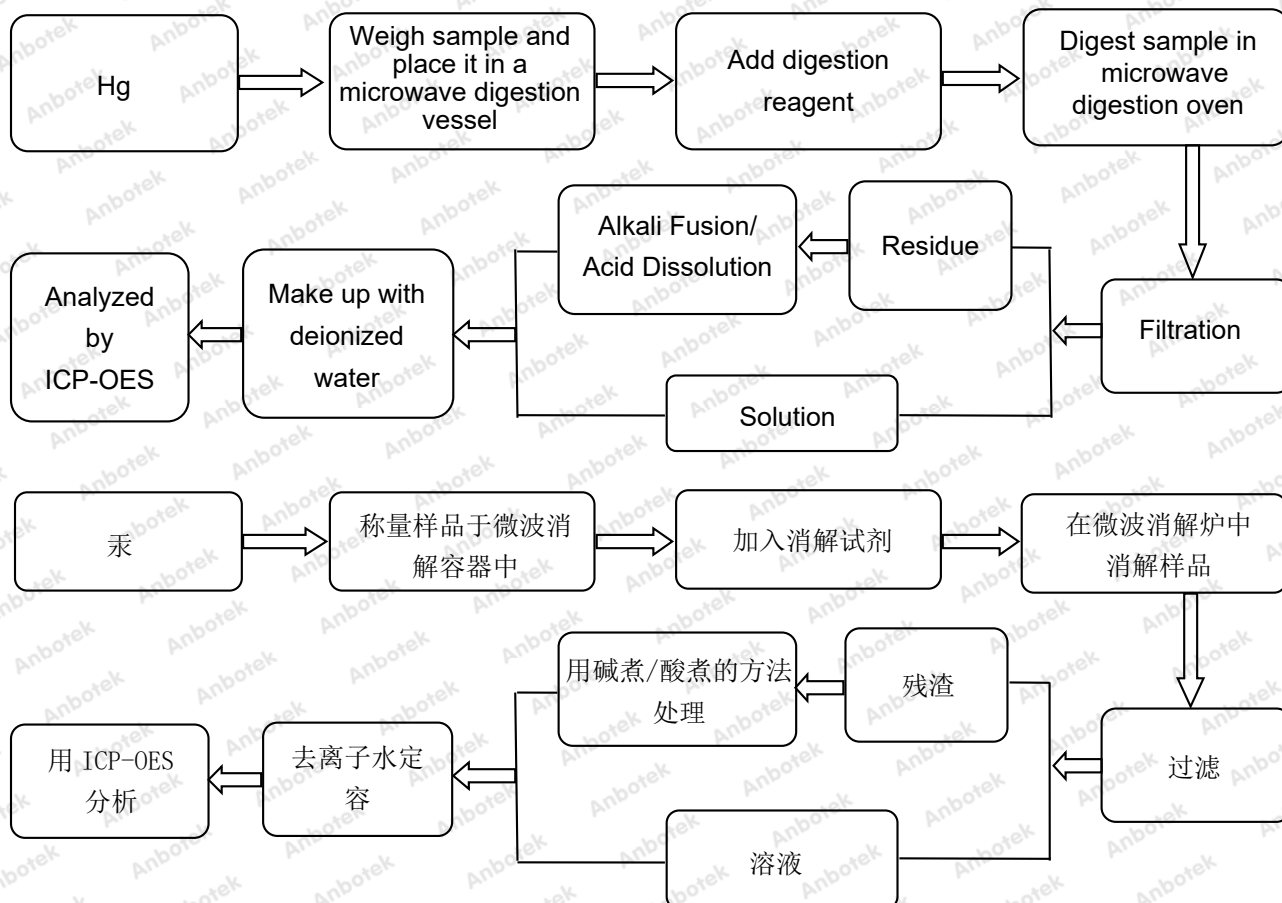 Hg
Weigh sample and
place it in a
microwave digestion
vessel
Add digestion
reagent
Digest sample in
microwave
digestion oven
Filtration
Residue
Alkali Fusion/
Acid Dissolution
Solution
Make up with
deionized
water
Analyzed
by
ICP-OES
汞
称量样品于微波消
解容器中
加入消解试剂
在微波消解炉中
消解样品
过滤
残渣
用碱煮/酸煮的方法
处理
溶液
去离子水定
容
用 ICP-OES
分析
Anbotek